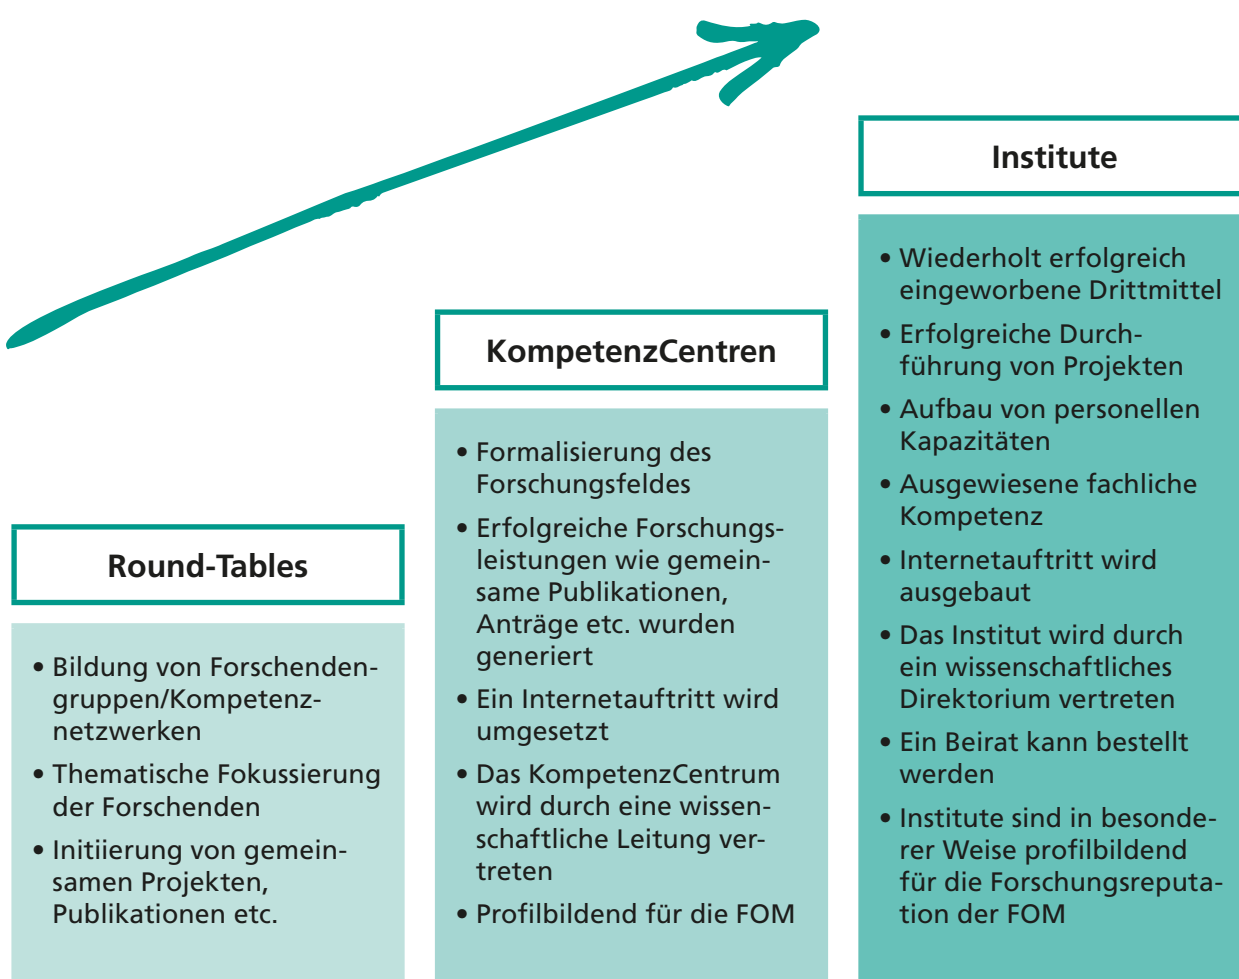 Round-Tables
• Bildung von Forschenden-
gruppen/Kompetenz-
netzwerken
• Thematische Fokussierung
der Forschenden
• Initiierung von gemein-
samen Projekten,
Publikationen etc.
KompetenzCentren
• Formalisierung des
Forschungsfeldes
• Erfolgreiche Forschungs-
leistungen wie gemein-
same Publikationen,
Anträge etc. wurden
generiert
• Ein Internetauftritt wird
umgesetzt
• Das KompetenzCentrum
wird durch eine wissen-
schaftliche Leitung ver-
treten
• Profilbildend für die FOM
Institute
• Wiederholt erfolgreich
eingeworbene Drittmittel
• Erfolgreiche Durch-
führung von Projekten
• Aufbau von personellen
Kapazitäten
• Ausgewiesene fachliche
Kompetenz
• Internetauftritt wird
ausgebaut
• Das Institut wird durch
ein wissenschaftliches
Direktorium vertreten
• Ein Beirat kann bestellt
werden
• Institute sind in besonde-
rer Weise profilbildend
für die Forschungsreputa-
tion der FOM